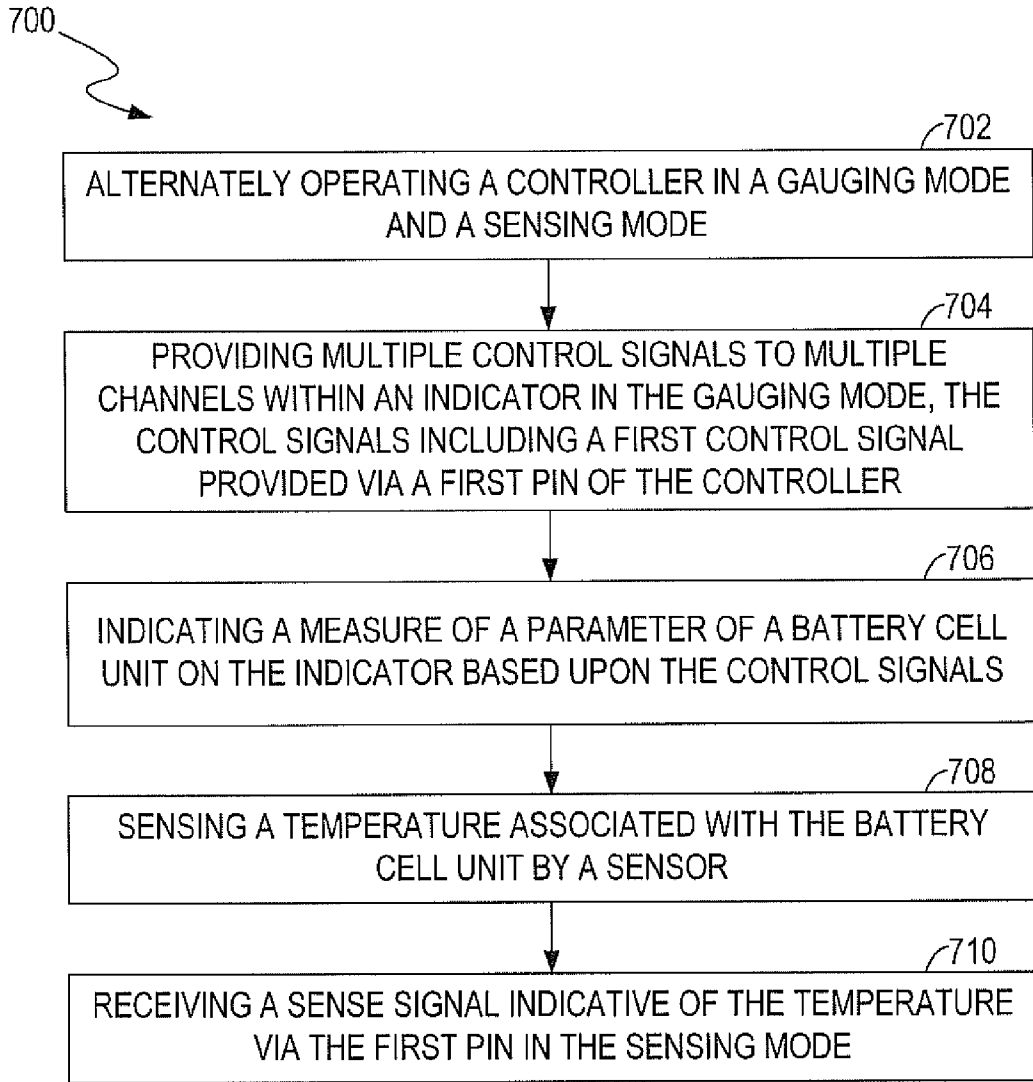 700
702
ALTERNATELY OPERATING A CONTROLLER IN A GAUGING MODE
AND A SENSING MODE
704
PROVIDING MULTIPLE CONTROL SIGNALS TO MULTIPLE
CHANNELS WITHIN AN INDICATOR IN THE GAUGING MODE, THE
CONTROL SIGNALS INCLUDING A FIRST CONTROL SIGNAL
PROVIDED VIA A FIRST PIN OF THE CONTROLLER
706
INDICATING A MEASURE OF A PARAMETER OF A BATTERY CELL
UNIT ON THE INDICATOR BASED UPON THE CONTROL SIGNALS
708
SENSING A TEMPERATURE ASSOCIATED WITH THE BATTERY
CELL UNIT BY A SENSOR
710
RECEIVING A SENSE SIGNAL INDICATIVE OF THE TEMPERATURE
VIA THE FIRST PIN IN THE SENSING MODE